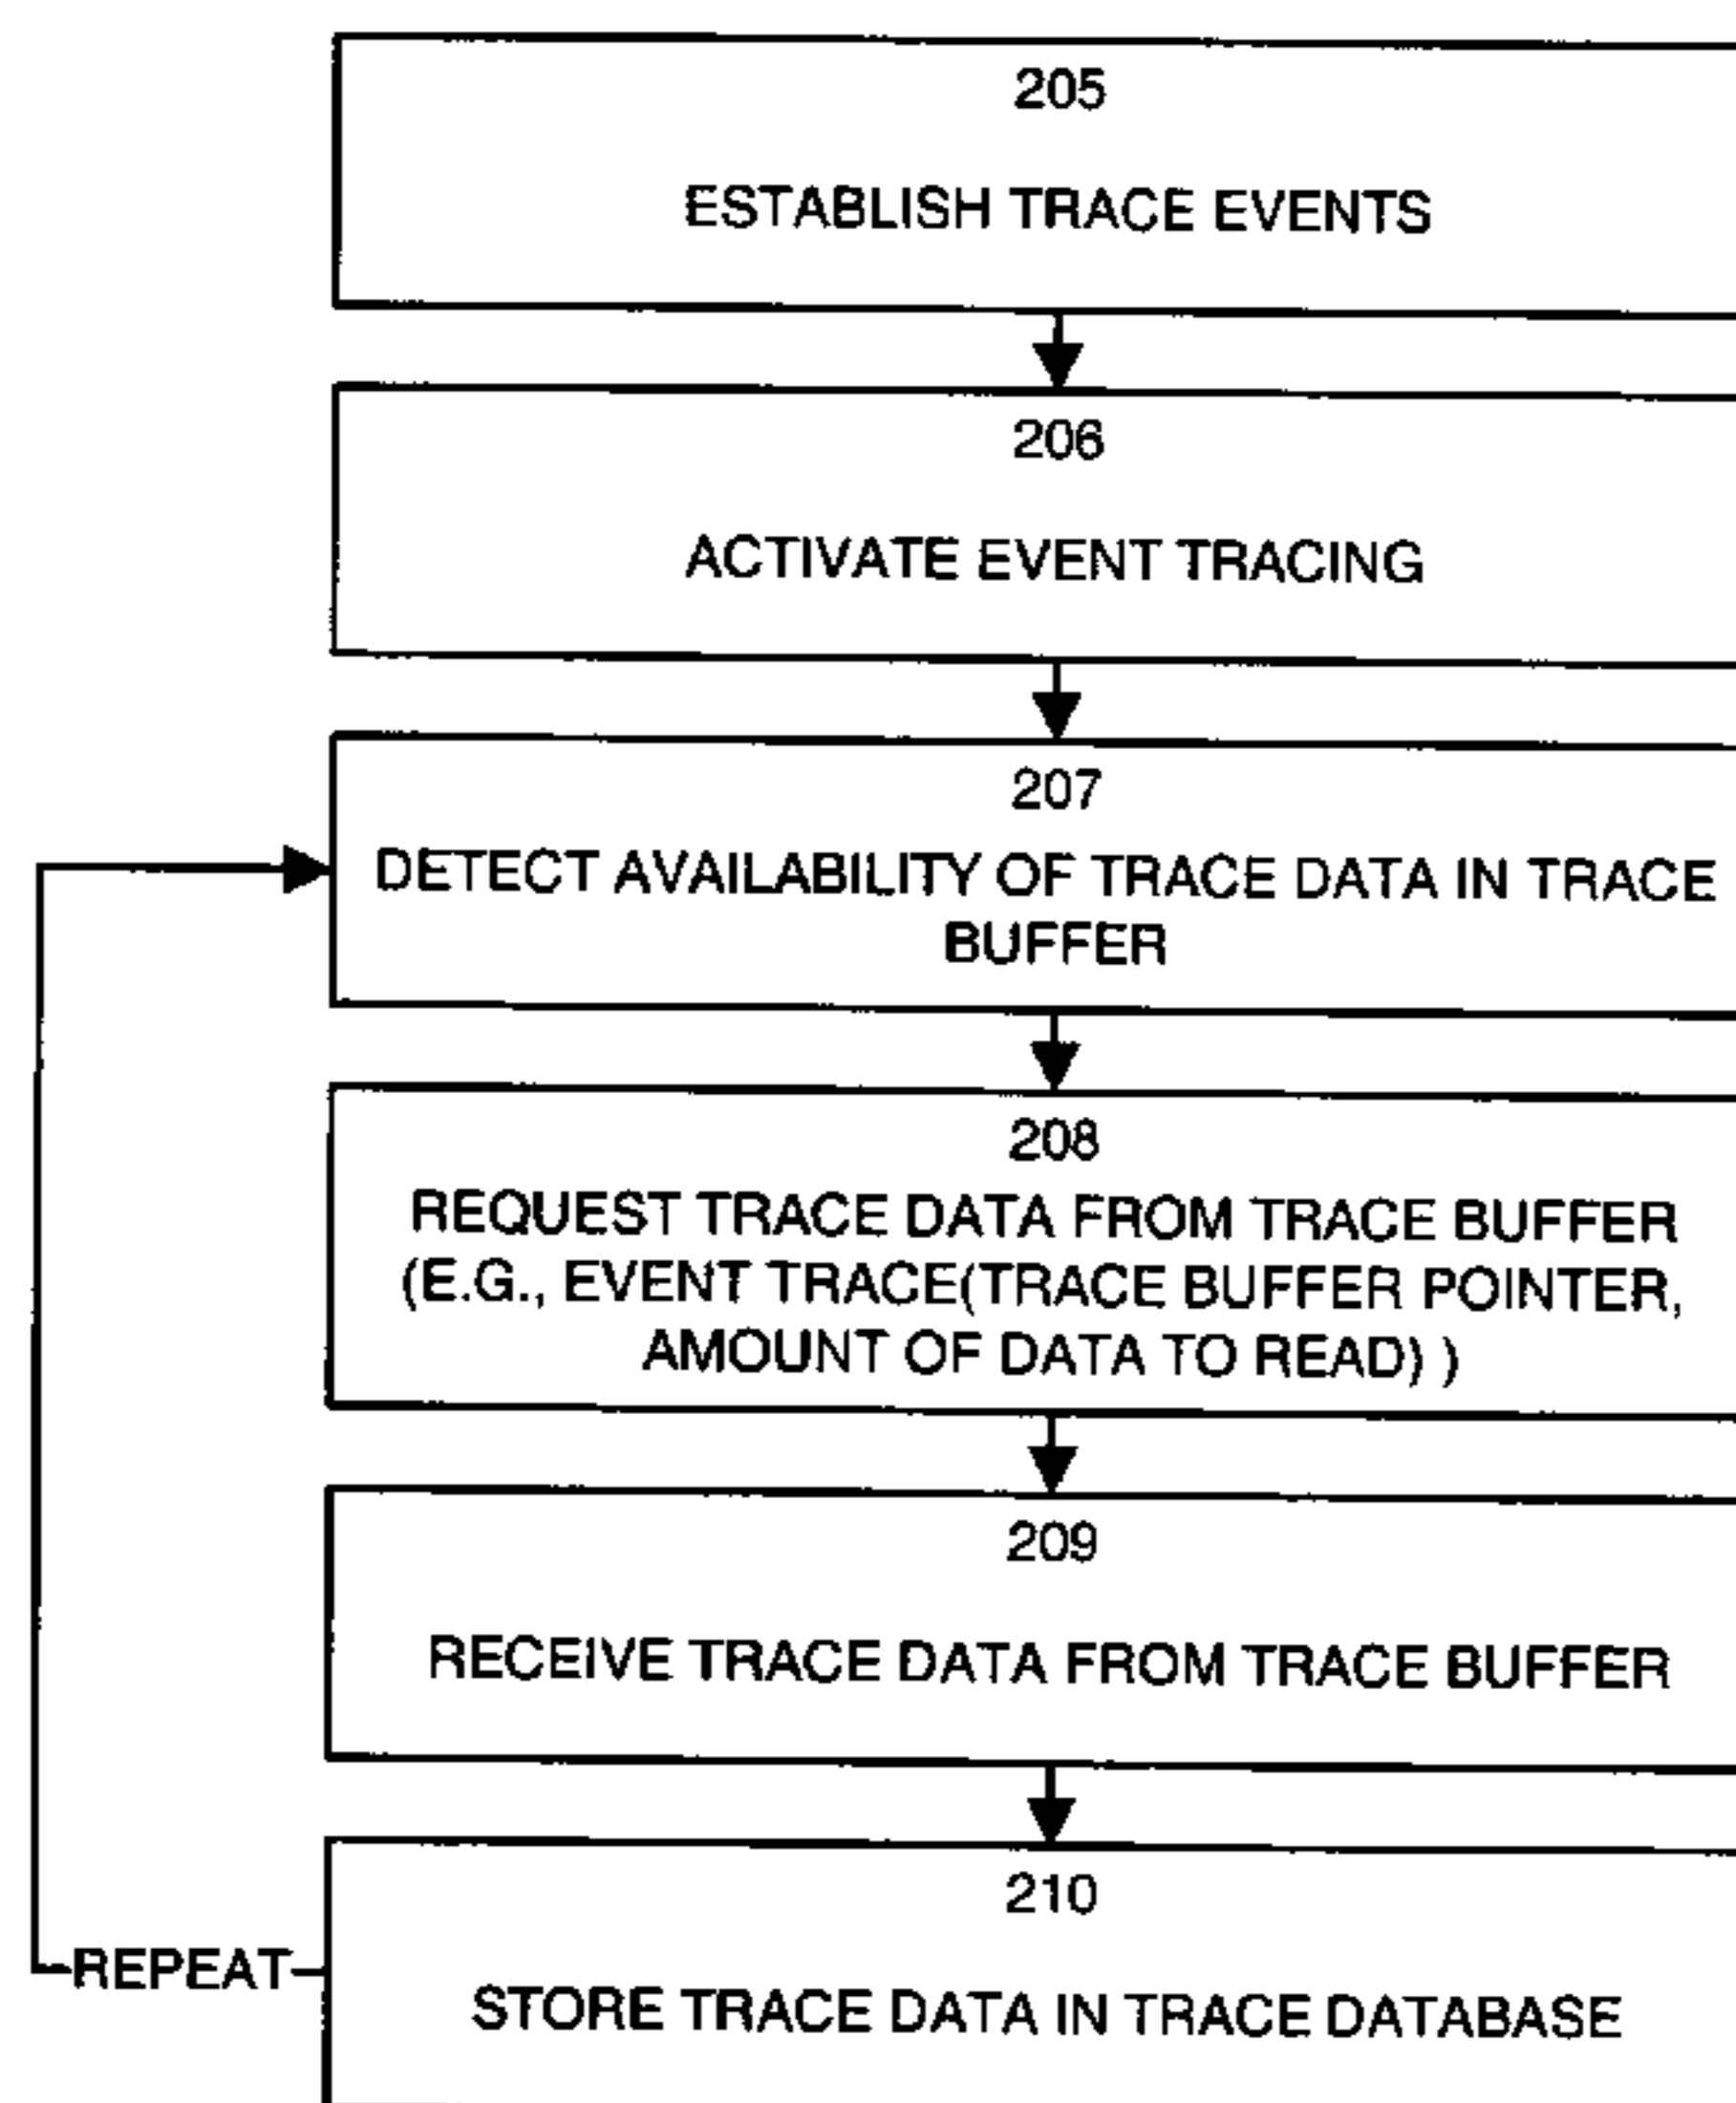 205
ESTABLISH TRACE EVENTS
206
ACTIVATE EVENT TRACING
207
DETECT AVAILABILITY OF TRACE DATA IN TRACE
BUFFER
208
REQUEST TRACE DATA FROM TRACE BUFFER
(E.G., EVENT TRACE(TRACE BUFFER POINTER,
AMOUNT OF DATA TO READ) )
209
RECEIVE TRACE DATA FROM TRACE BUFFER
210
REPEAT
STORE TRACE DATA IN TRACE DATABASE